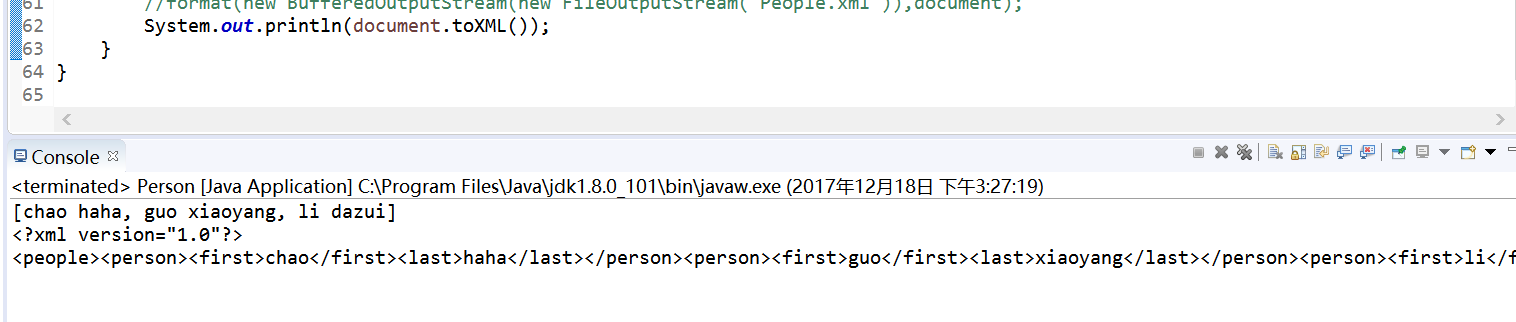 61 //format(new BufferedOutputStream(new FileOutputStream("People.xml")),document);
62 System.out.println(document.toXML());
63 }
64 }
65
Console
<terminated> Person [Java Application] C:\Program Files\Java\jdk1.8.0_101\bin\javaw.exe (2017年12月18日 下午3:27:19)
[chao haha, guo xiaoyang, li dazui]
<?xml version="1.0"?>
<people><person><first>chao</first><last>haha</last></person><person><first>guo</first><last>xiaoyang</last></person><person><first>li</f